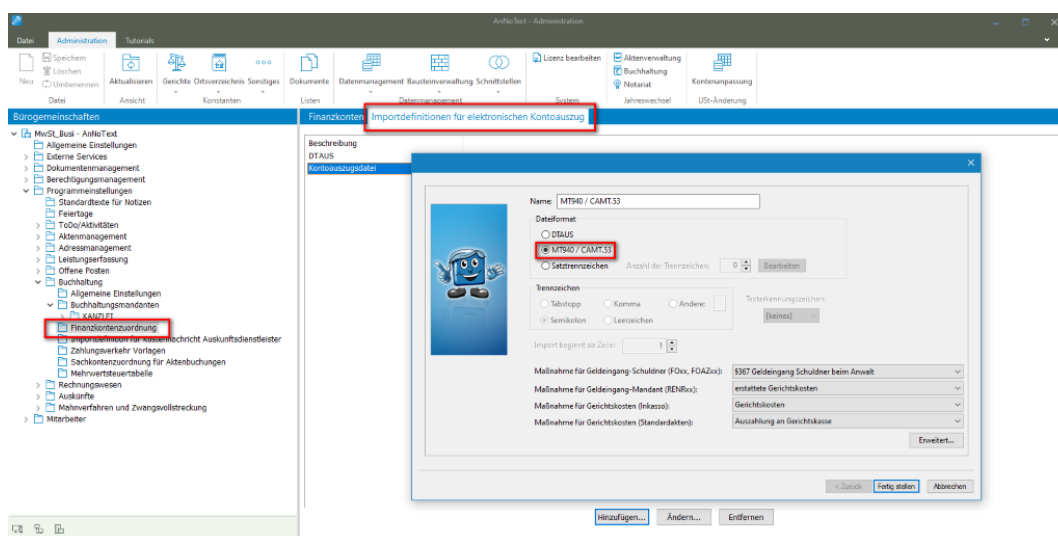 AnNoText - Administration
Datei Administration Tutorials
Neu
Speichern
Löschen
Umbenennen
Datei
Aktualisieren
Ansicht
Gerichte Ortsverzeichnis Sonstiges
Konstanten
Dokumente
Listen
Datenmanagement Bausteinverwaltung Schnittstellen
Datenmanagement
Lizenz bearbeiten
System
Aktenverwaltung
Buchhaltung
Notariat
Jahreswechsel
Kontenanpassung
USt-Änderung
Bürogemeinschaften
MwSt_Busi - AnNoText
Allgemeine Einstellungen
Externe Services
Dokumentenmanagement
Berechtigungsmanagement
Programmeinstellungen
Standardtexte für Notizen
Feiertage
ToDo/Aktivitäten
Aktenmanagement
Adressmanagement
Leistungserfassung
Offene Posten
Buchhaltung
Allgemeine Einstellungen
Buchhaltungsmandanten
KANZLEI
Finanzkontenzuordnung
Importdefinition für Kostennachricht Auskunftsdienstleister
Zahlungsverkehr Vorlagen
Sachkontenzuordnung für Aktenbuchungen
Mehrwertsteuertabelle
Rechnungswesen
Auskünfte
Mahnverfahren und Zwangsvollstreckung
Mitarbeiter
Finanzkonten Importdefinitionen für elektronischen Kontoauszug
Beschreibung
DTAUS
Kontoauszugsdatei
Name: MT940 / CAMT.53
Dateiformat
DTAUS
MT940 / CAMT.53
Satztrennzeichen Anzahl der Trennzeichen: 0 Bearbeiten
Trennzeichen
Tabstopp Komma Andere:
Semikolon Leerzeichen
Texterkennungszeichen:
[keines]
Import beginnt ab Zeile: 1
Maßnahme für Geldeingang-Schuldner (FOxx, FOAZxx): §367 Geldeingang Schuldner beim Anwalt
Maßnahme für Geldeingang-Mandant (RENRxx): erstattete Gerichtskosten
Maßnahme für Gerichtskosten (Inkasso): Gerichtskosten
Maßnahme für Gerichtskosten (Standardakten): Auszahlung an Gerichtskasse
Erweitert...
< Zurück Fertig stellen Abbrechen
Hinzufügen... Ändern... Entfernen